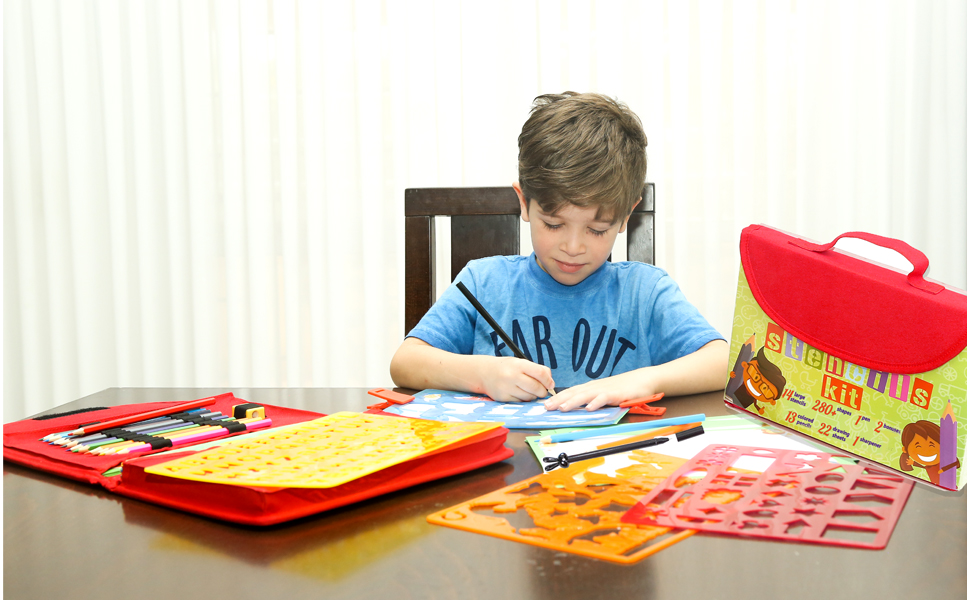 FAR OUT
stencils
kit
14 large stencils
280+ shapes
1 pen
2 banners
13 colored pencils
22 drawing sheets
1 sharpener